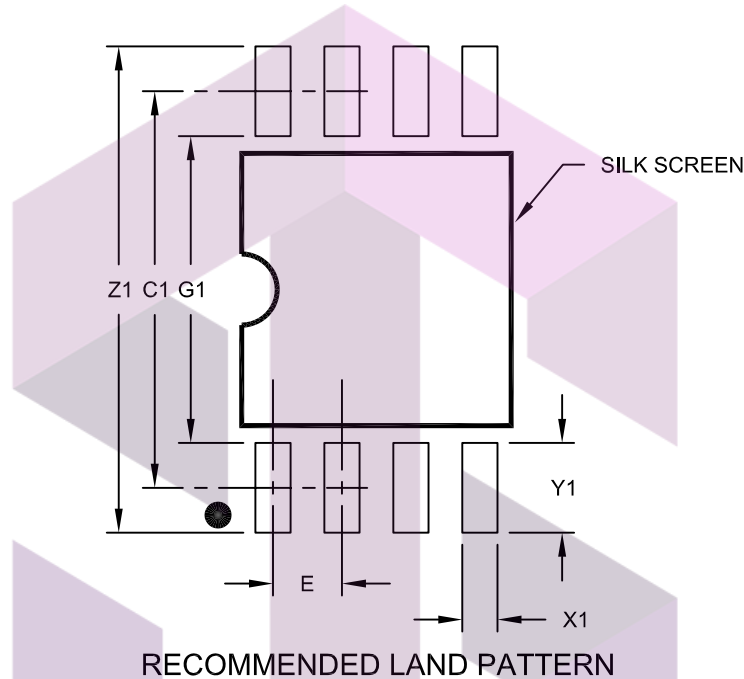 SILK SCREEN
Z1 C1 G1
Y1
E
X1
RECOMMENDED LAND PATTERN